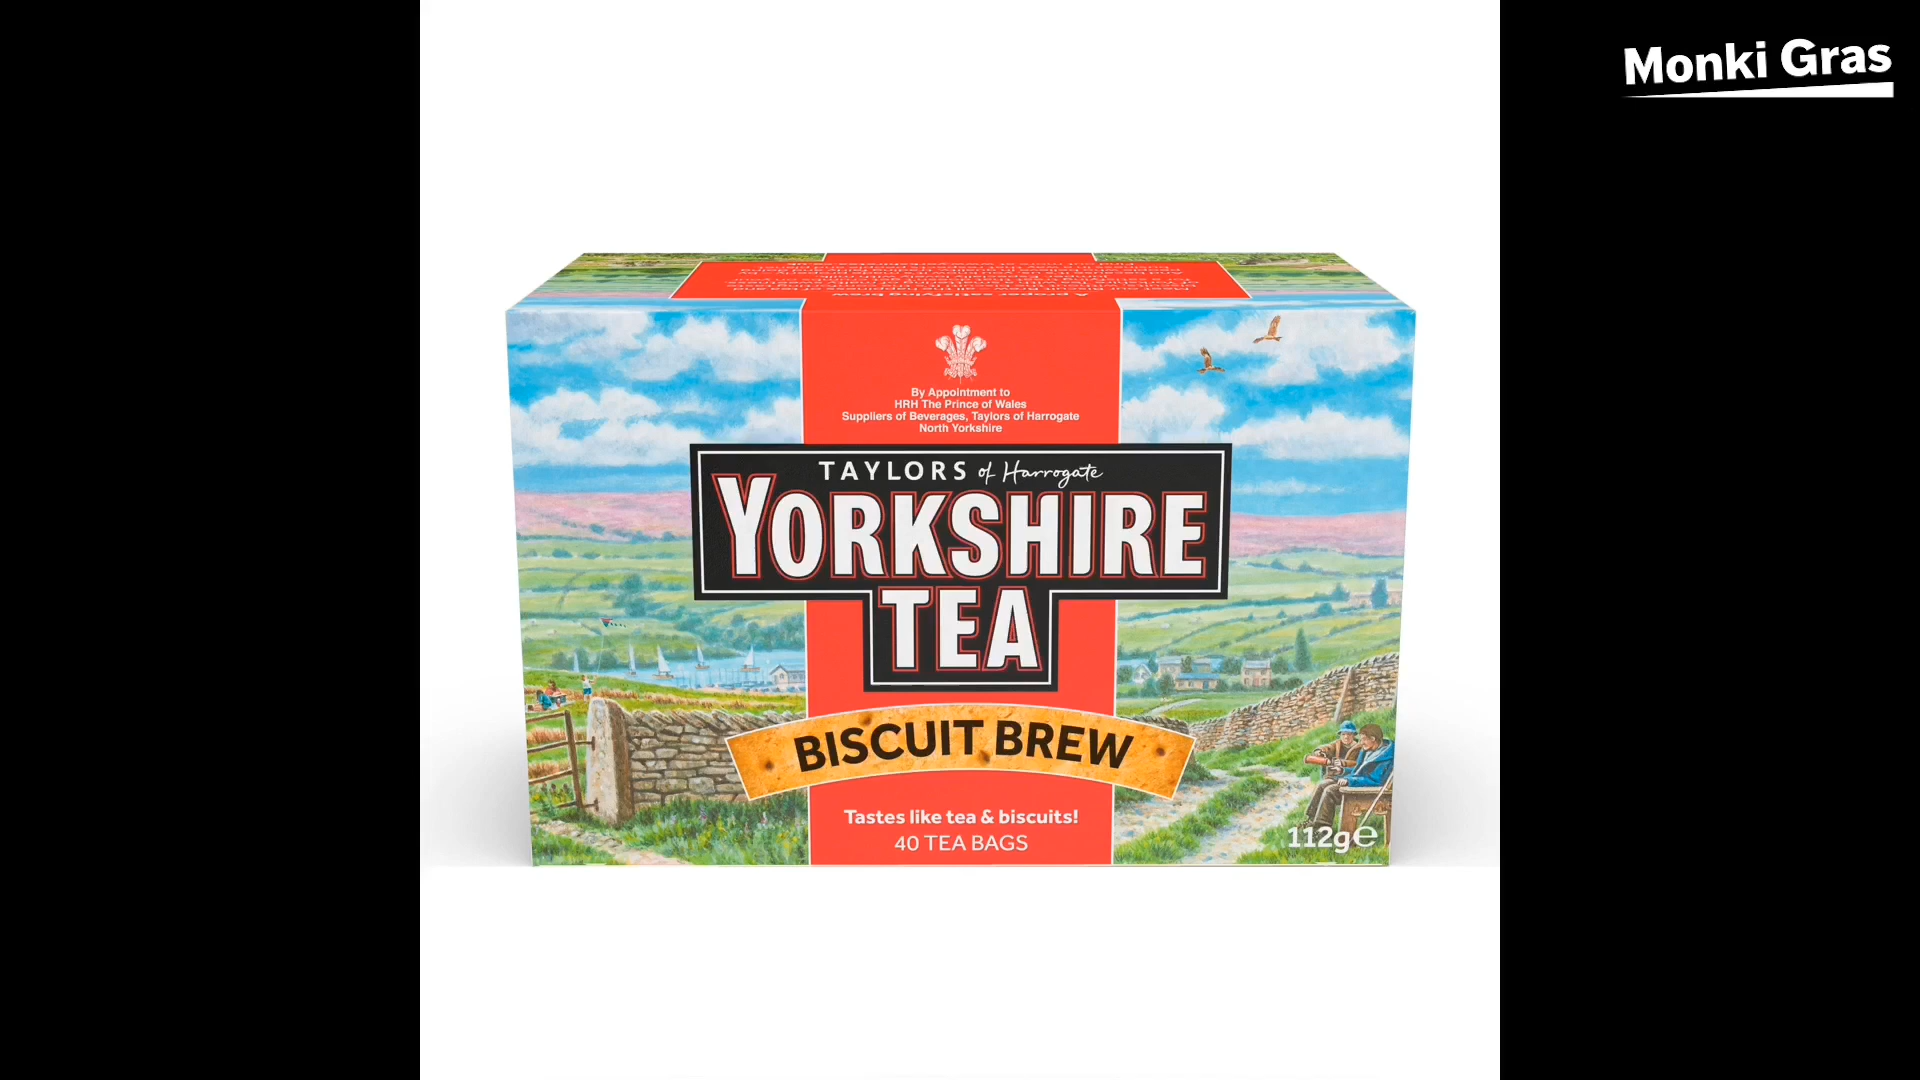 Monki Gras
By Appointment to
HRH The Prince of Wales
Suppliers of Beverages, Taylors of Harrogate
North Yorkshire
TAYLORS of Harrogate
YORKSHIRE
TEA
BISCUIT BREW
Tastes like tea & biscuits!
40 TEA BAGS
112g℮